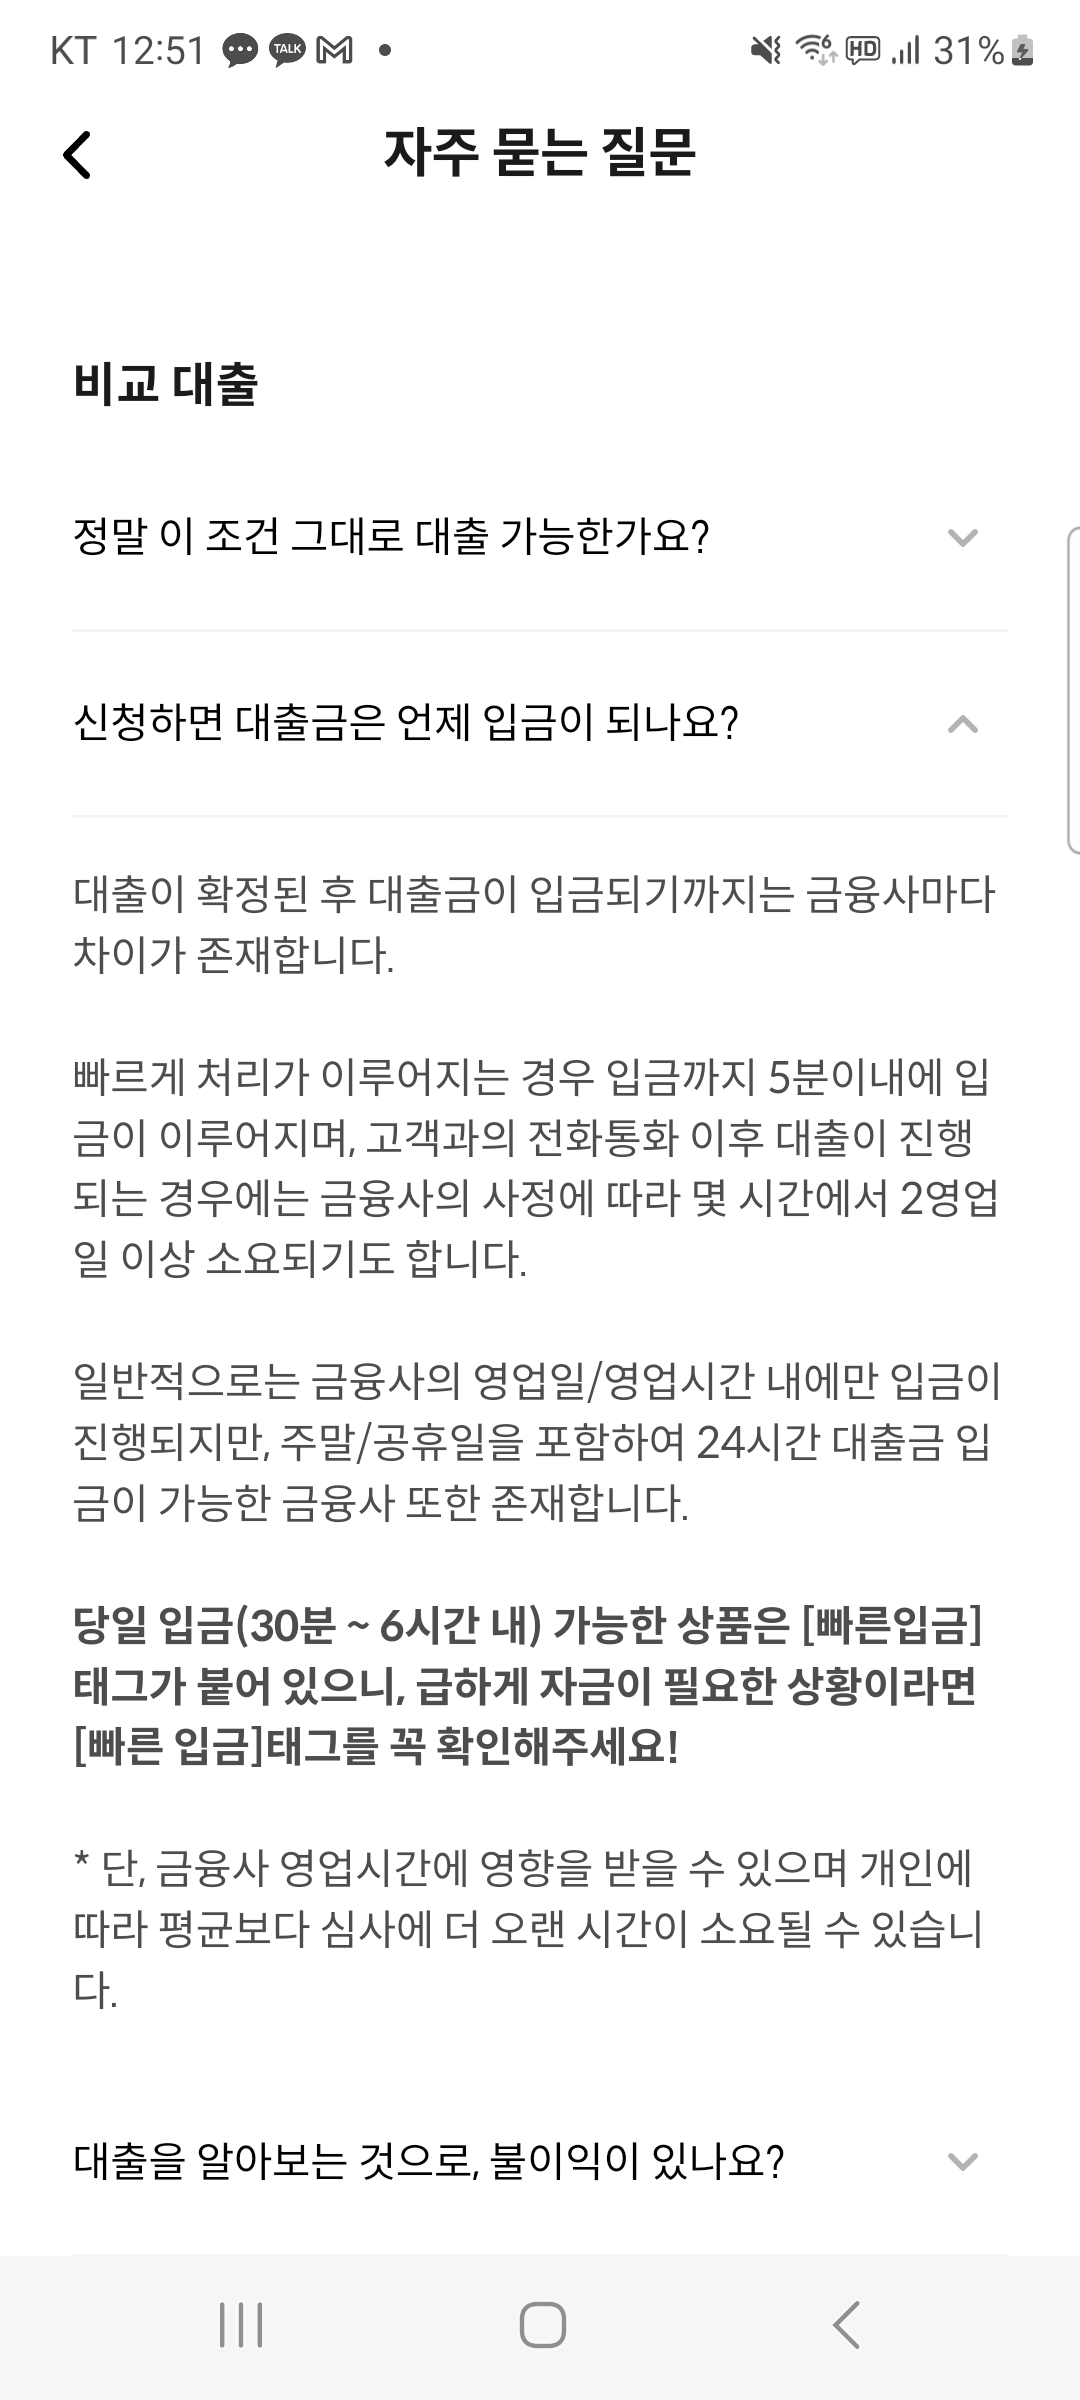 KT 12:51 TALK HD 31%
자주 묻는 질문
비교 대출
정말 이 조건 그대로 대출 가능한가요?
신청하면 대출금은 언제 입금이 되나요?
대출이 확정된 후 대출금이 입금되기까지는 금융사마다
차이가 존재합니다.
빠르게 처리가 이루어지는 경우 입금까지 5분이내에 입
금이 이루어지며, 고객과의 전화통화 이후 대출이 진행
되는 경우에는 금융사의 사정에 따라 몇 시간에서 2영업
일 이상 소요되기도 합니다.
일반적으로는 금융사의 영업일/영업시간 내에만 입금이
진행되지만, 주말/공휴일을 포함하여 24시간 대출금 입
금이 가능한 금융사 또한 존재합니다.
당일 입금(30분 ~ 6시간 내) 가능한 상품은 [빠른입금]
태그가 붙어 있으니, 급하게 자금이 필요한 상황이라면
[빠른 입금]태그를 꼭 확인해주세요!
* 단, 금융사 영업시간에 영향을 받을 수 있으며 개인에
따라 평균보다 심사에 더 오랜 시간이 소요될 수 있습니
다.
대출을 알아보는 것으로, 불이익이 있나요?